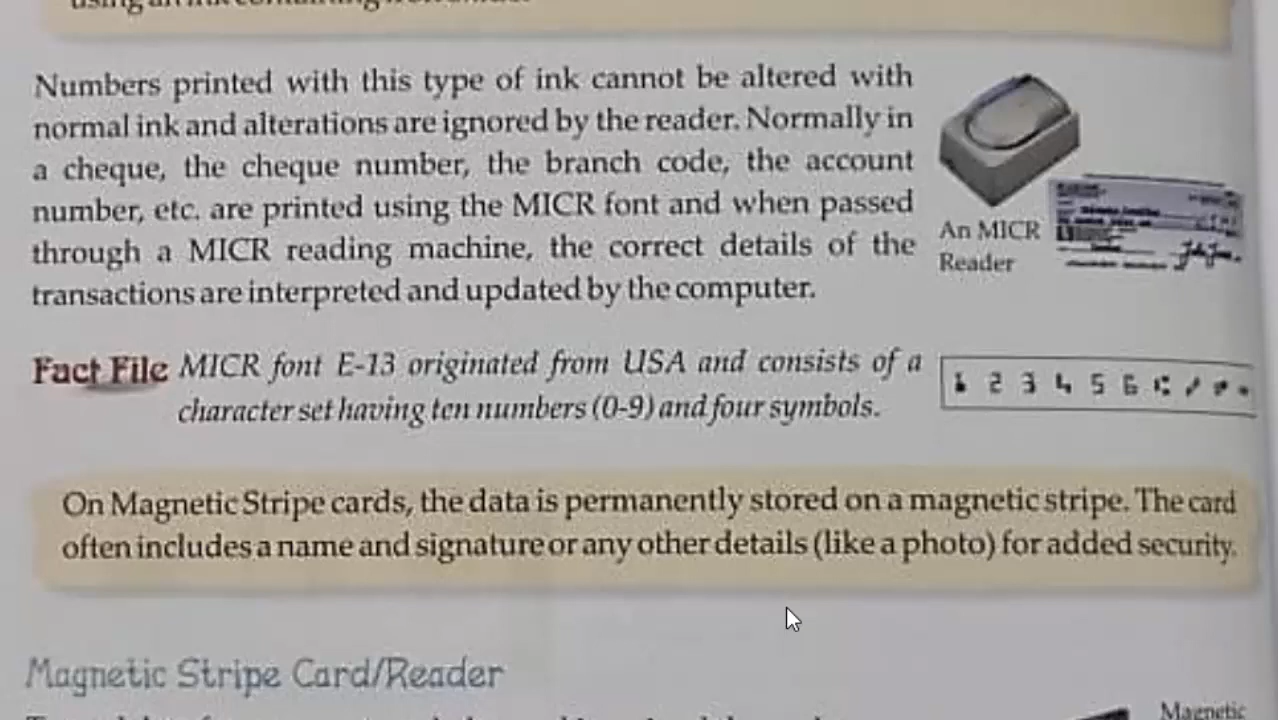 Numbers printed with this type of ink cannot be altered with
normal ink and alterations are ignored by the reader. Normally in
a cheque, the cheque number, the branch code, the account
number, etc. are printed using the MICR font and when passed
through a MICR reading machine, the correct details of the
transactions are interpreted and updated by the computer.
An MICR
Reader
Fact File MICR font E-13 originated from USA and consists of a
character set having ten numbers (0-9) and four symbols.
1 2 3 4 5 6
On Magnetic Stripe cards, the data is permanently stored on a magnetic stripe. The card
often includes a name and signature or any other details (like a photo) for added security.
Magnetic Stripe Card/Reader
Magnetic